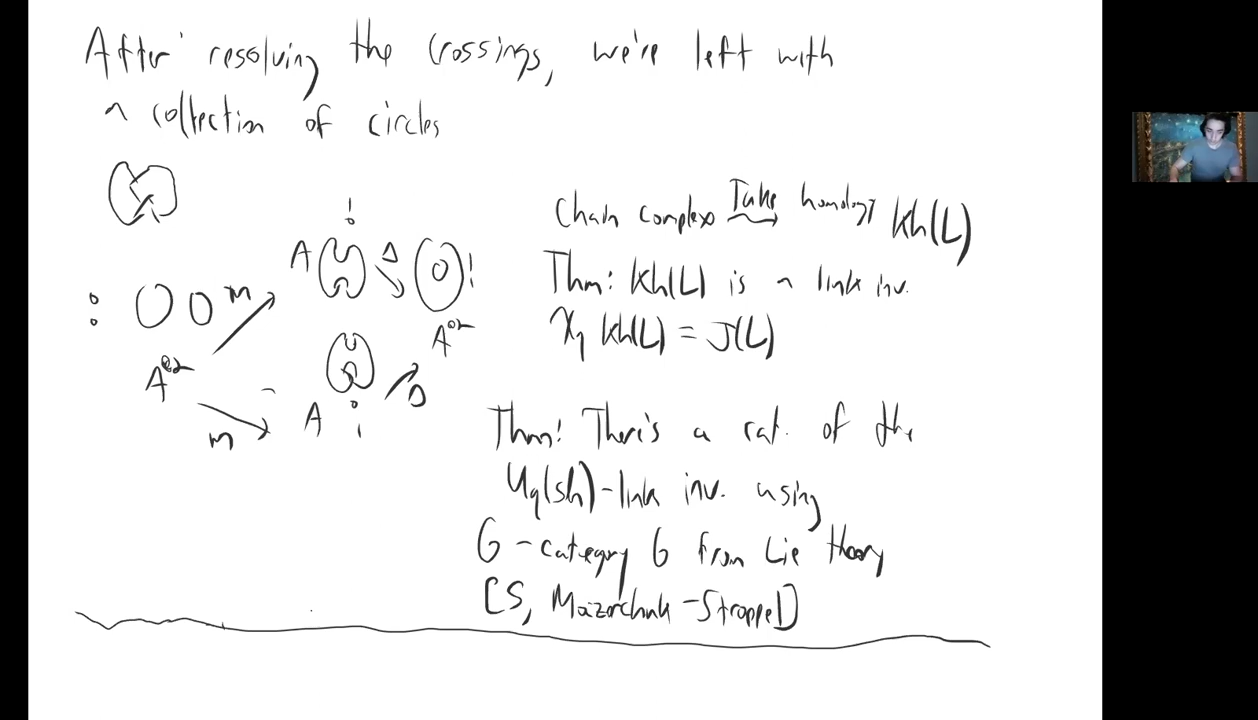 After resolving the crossings, we're left with
a collection of circles
Chain complex Take homology Kh(L)
Thm: Kh(L) is a link inv.
χq Kh(L) = J(L)
A Δ
m
A⊗2
A⊗2
m A Δ
Thm: There's a cat. of the
Uq(sln)-link inv. using
category O from Lie theory
[S, Mazorchuk-Stroppel]